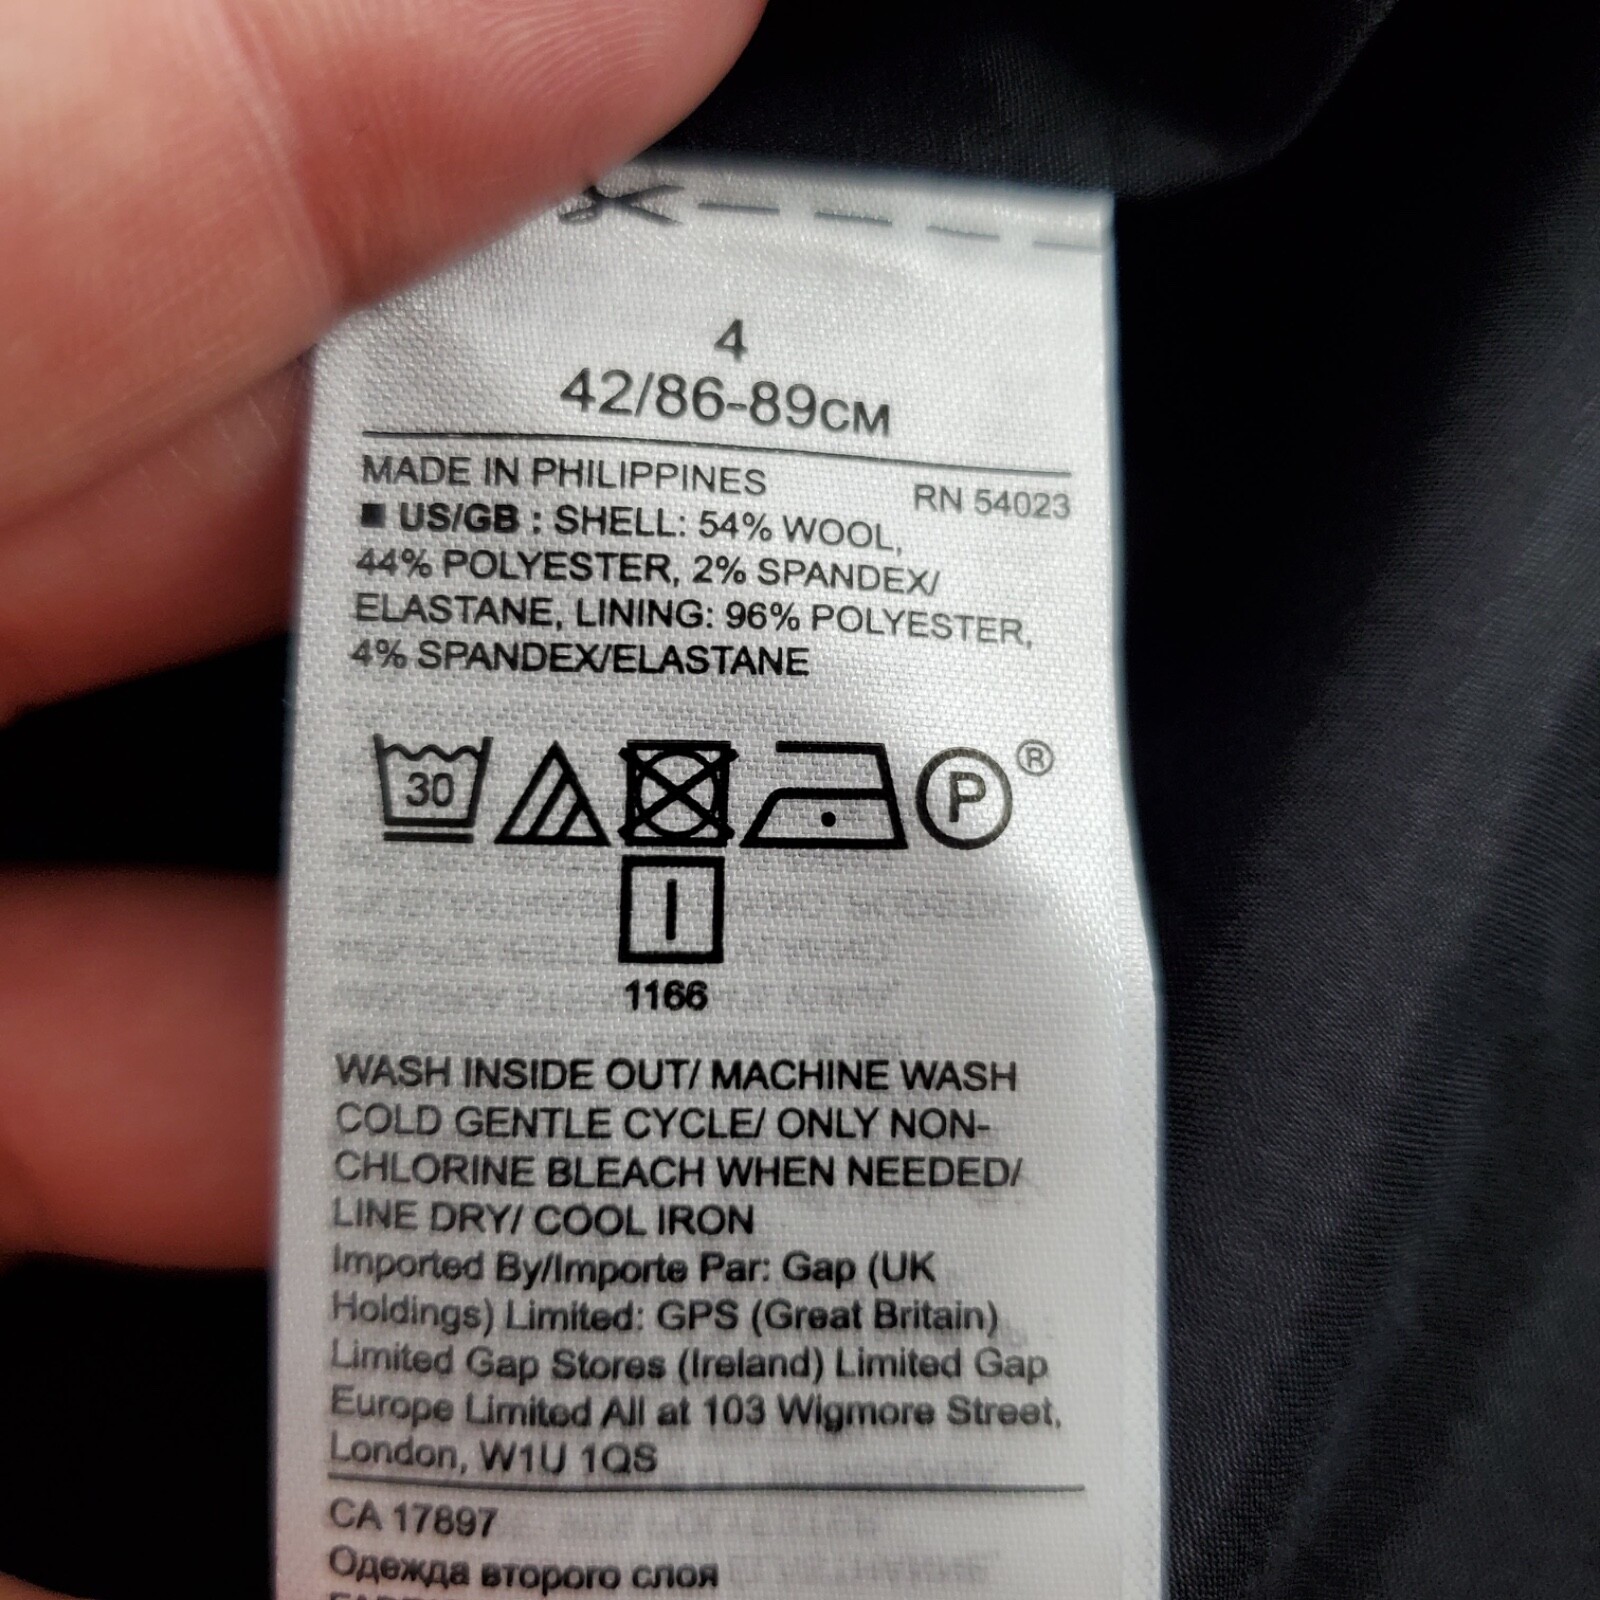 4
42/86-89CM
MADE IN PHILIPPINES
RN 54023
US/GB : SHELL: 54% WOOL,
44% POLYESTER, 2% SPANDEX/
ELASTANE, LINING: 96% POLYESTER,
4% SPANDEX/ELASTANE
30
P ®
1166
WASH INSIDE OUT/ MACHINE WASH
COLD GENTLE CYCLE/ ONLY NON-
CHLORINE BLEACH WHEN NEEDED/
LINE DRY/ COOL IRON
Imported By/Importe Par: Gap (UK
Holdings) Limited: GPS (Great Britain)
Limited Gap Stores (Ireland) Limited Gap
Europe Limited All at 103 Wigmore Street,
London, W1U 1QS
CA 17897
Одежда второго слоя